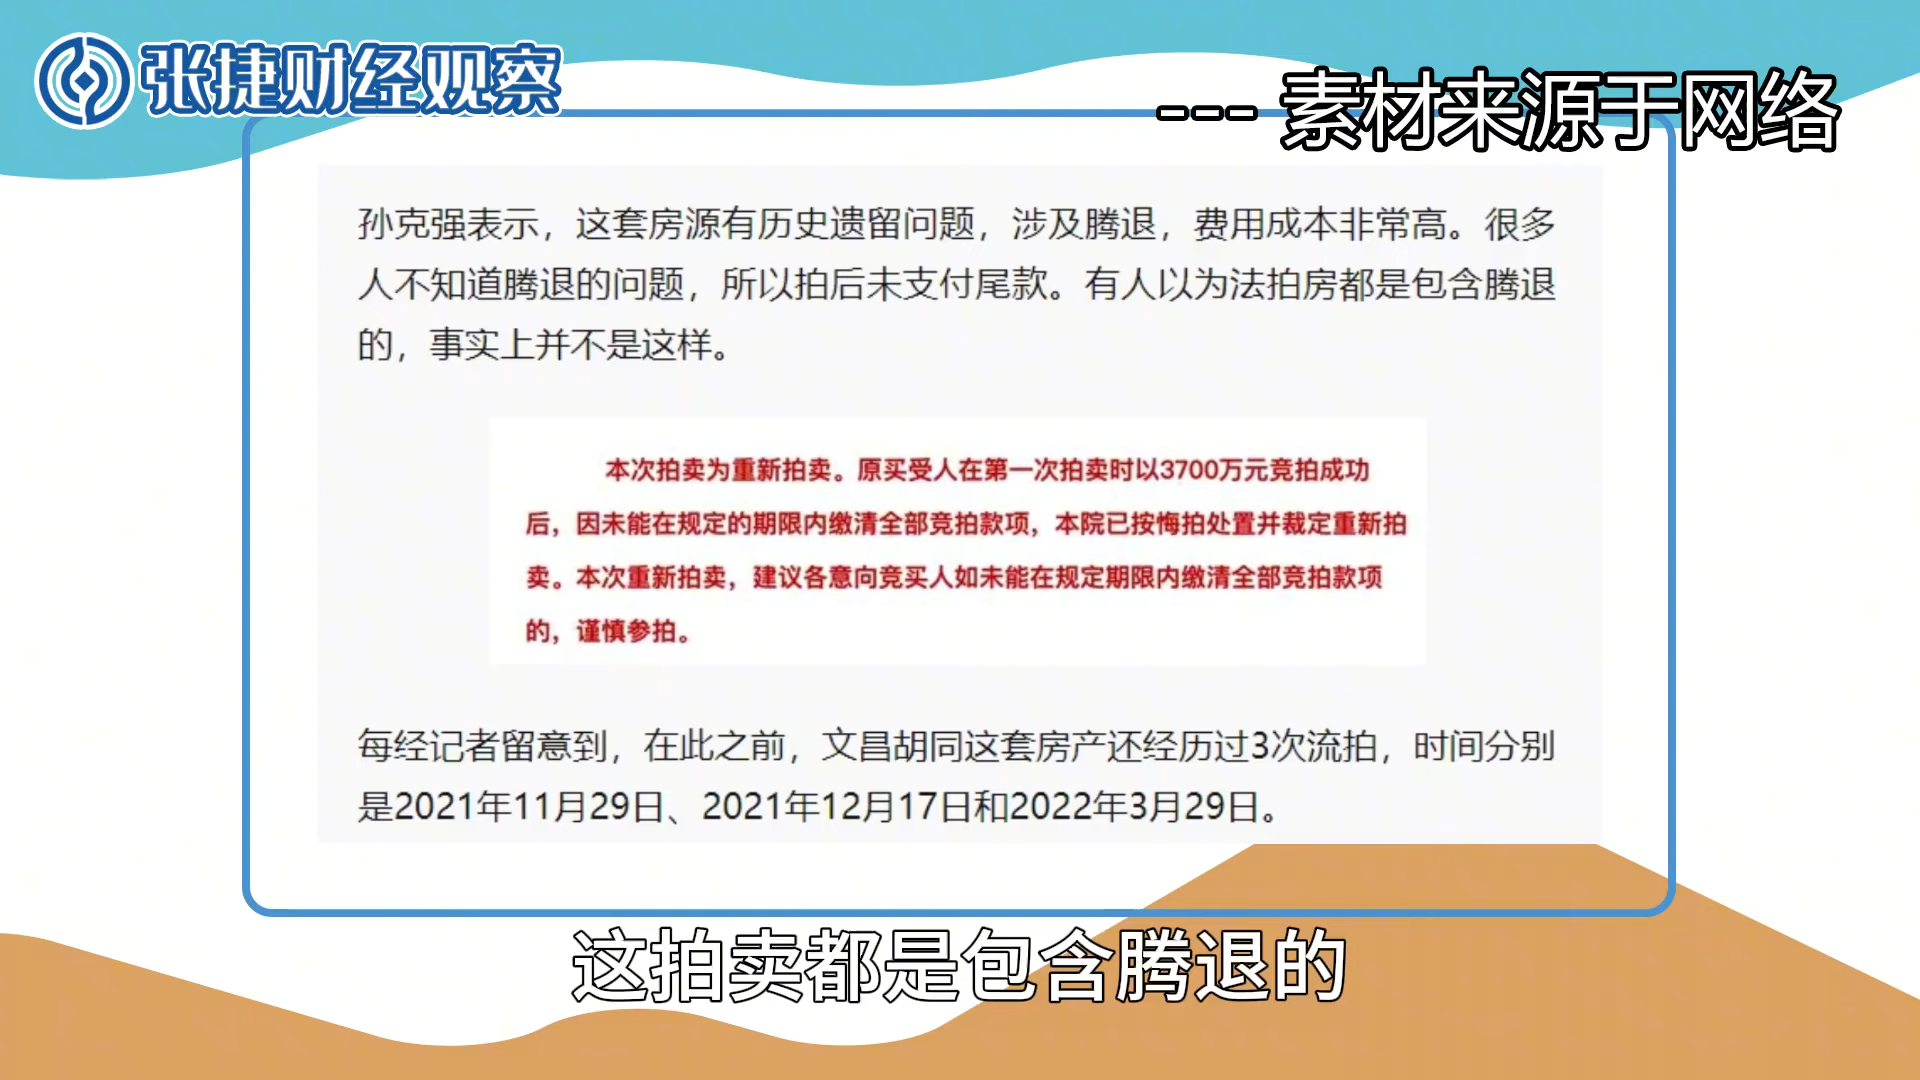 张捷财经观察
--- 素材来源于网络
孙克强表示，这套房源有历史遗留问题，涉及腾退，费用成本非常高。很多
人不知道腾退的问题，所以拍后未支付尾款。有人以为法拍房都是包含腾退
的，事实上并不是这样。
本次拍卖为重新拍卖。原买受人在第一次拍卖时以3700万元竞拍成功
后，因未能在规定的期限内缴清全部竞拍款项，本院已按悔拍处置并裁定重新拍
卖。本次重新拍卖，建议各意向竞买人如未能在规定期限内缴清全部竞拍款项
的，谨慎参拍。
每经记者留意到，在此之前，文昌胡同这套房产还经历过3次流拍，时间分别
是2021年11月29日、2021年12月17日和2022年3月29日。
这拍卖都是包含腾退的